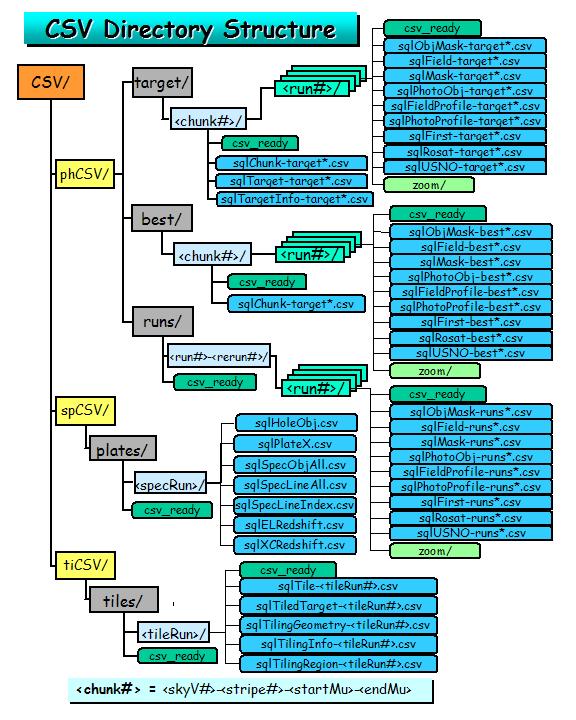 CSV Directory Structure
CSV/
phCSV/
target/
<chunk#>/
csv_ready
sqlChunk-target*.csv
sqlTarget-target*.csv
sqlTargetInfo-target*.csv
<run#>/
csv_ready
sqlObjMask-target*.csv
sqlField-target*.csv
sqlMask-target*.csv
sqlPhotoObj-target*.csv
sqlFieldProfile-target*.csv
sqlPhotoProfile-target*.csv
sqlFirst-target*.csv
sqlRosat-target*.csv
sqlUSNO-target*.csv
zoom/
best/
<chunk#>/
csv_ready
sqlChunk-target*.csv
<run#>/
csv_ready
sqlObjMask-best*.csv
sqlField-best*.csv
sqlMask-best*.csv
sqlPhotoObj-best*.csv
sqlFieldProfile-best*.csv
sqlPhotoProfile-best*.csv
sqlFirst-best*.csv
sqlRosat-best*.csv
sqlUSNO-best*.csv
zoom/
runs/
<run#>-<rerun#>/
csv_ready
<run#>/
csv_ready
sqlObjMask-runs*.csv
sqlField-runs*.csv
sqlMask-runs*.csv
sqlPhotoObj-runs*.csv
sqlFieldProfile-runs*.csv
sqlPhotoProfile-runs*.csv
sqlFirst-runs*.csv
sqlRosat-runs*.csv
sqlUSNO-runs*.csv
zoom/
spCSV/
plates/
<specRun>/
csv_ready
sqlHoleObj.csv
sqlPlateX.csv
sqlSpecObjAll.csv
sqlSpecLineAll.csv
sqlSpecLineIndex.csv
sqlELRedshift.csv
sqlXCRedshift.csv
tiCSV/
tiles/
<tileRun>/
csv_ready
csv_ready
sqlTile-<tileRun#>.csv
sqlTiledTarget-<tileRun#>.csv
sqlTilingGeometry-<tileRun#>.csv
sqlTilingInfo-<tileRun#>.csv
sqlTilingRegion-<tileRun#>.csv
<chunk#> = <skyV#>-<stripe#>-<startMu>-<endMu>